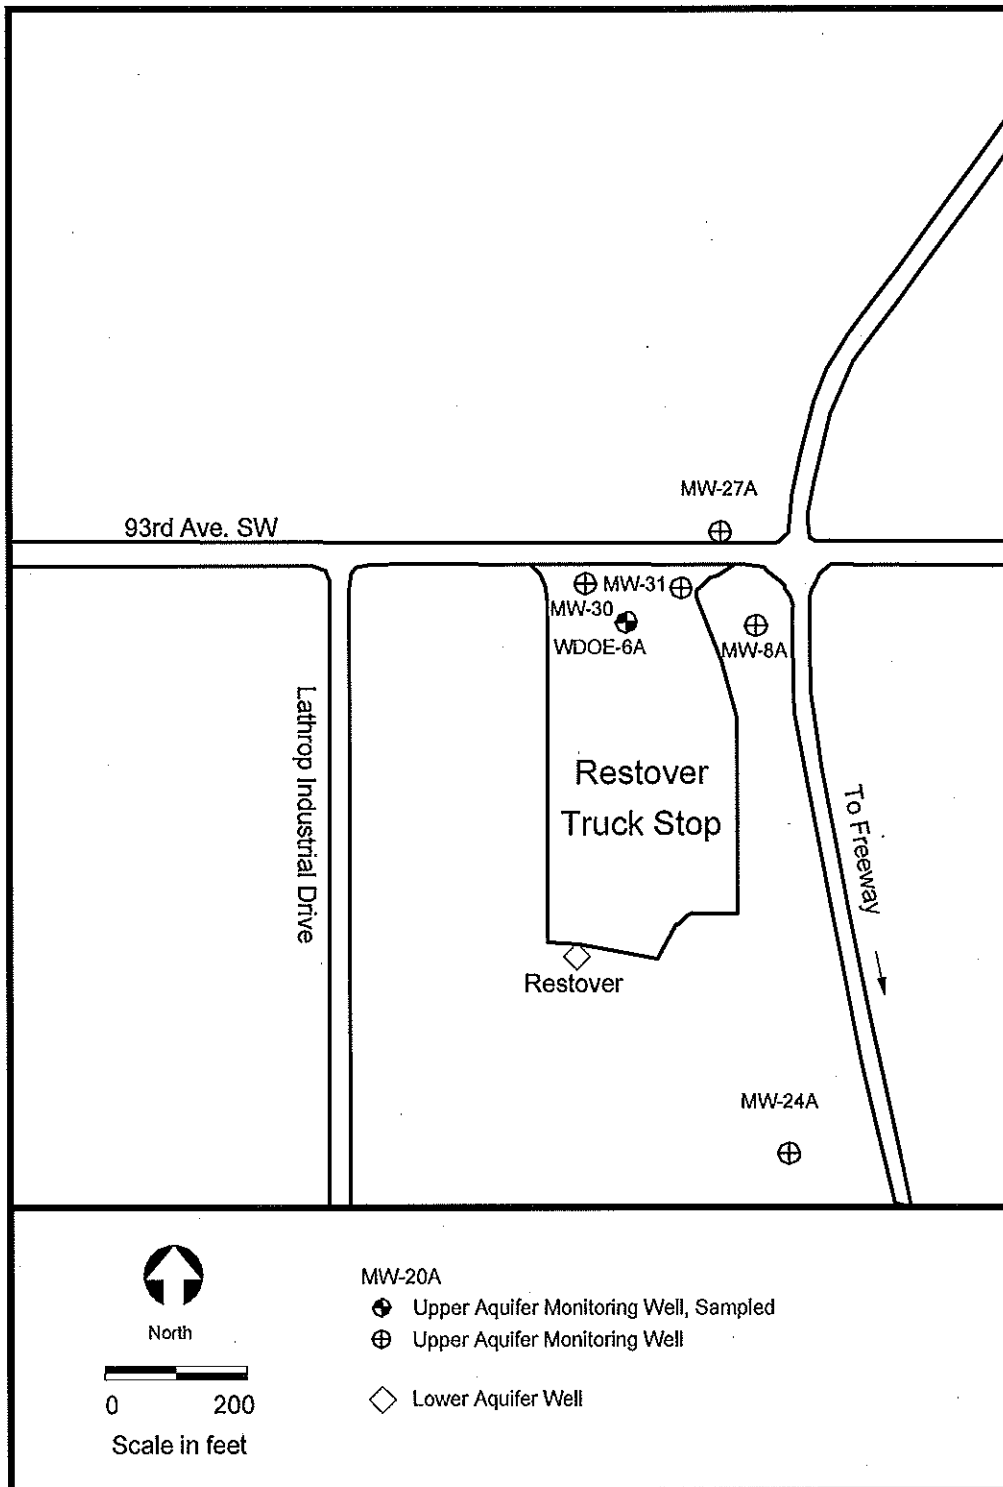 MW-27A
93rd Ave. SW
MW-31
MW-30
WDOE-6A
MW-8A
Lathrop Industrial Drive
Restover
Truck Stop
To Freeway
Restover
MW-24A
North
0 200
Scale in feet
MW-20A
Upper Aquifer Monitoring Well, Sampled
Upper Aquifer Monitoring Well
Lower Aquifer Well